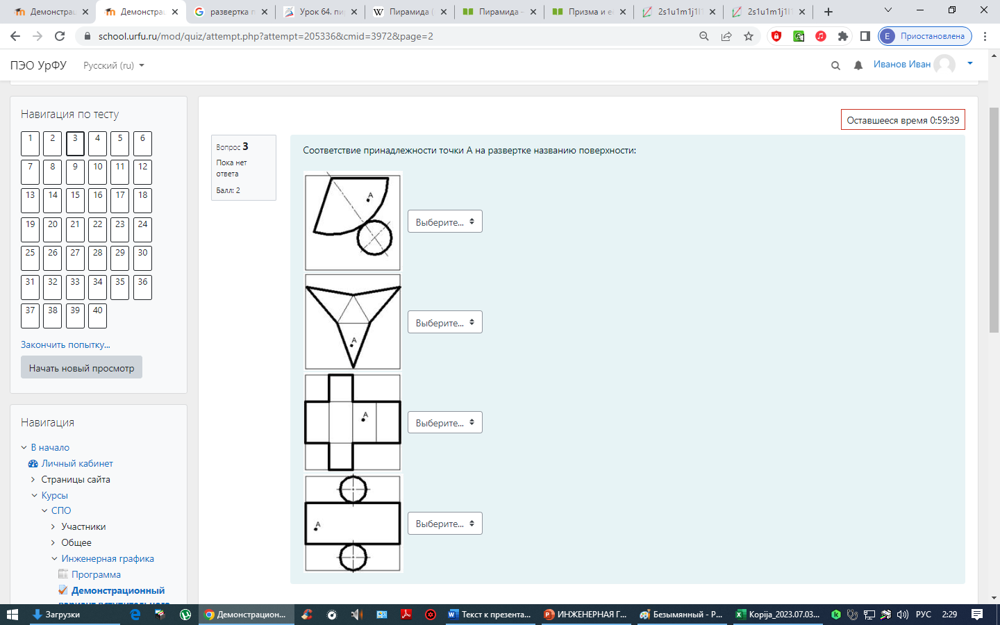 Демонстрац
Демонстрац
развертка п
Урок 64. пи
Пирамида (
Пирамида -
Призма и е
2s1u1m1j1l1
2s1u1m1j1l1
school.urfu.ru/mod/quiz/attempt.php?attempt=205336&cmid=3972&page=2
E Приостановлена
ПЭО УрФУ
Русский (ru)
Иванов Иван
Навигация по тесту
1 2 3 4 5 6
7 8 9 10 11 12
13 14 15 16 17 18
19 20 21 22 23 24
25 26 27 28 29 30
31 32 33 34 35 36
37 38 39 40
Закончить попытку...
Начать новый просмотр
Навигация
В начало
Личный кабинет
Страницы сайта
Курсы
СПО
Участники
Общее
Инженерная графика
Программа
Демонстрационный
Оставшееся время 0:59:39
Вопрос 3
Пока нет
ответа
Балл: 2
Соответствие принадлежности точки А на развертке названию поверхности:
A
Выберите...
A
Выберите...
A
Выберите...
A
Выберите...
Загрузки
Демонстрацион...
Текст к презента...
ИНЖЕНЕРНАЯ Г...
Безымянный - P...
Kopija_2023.07.03...
РУС
2:29